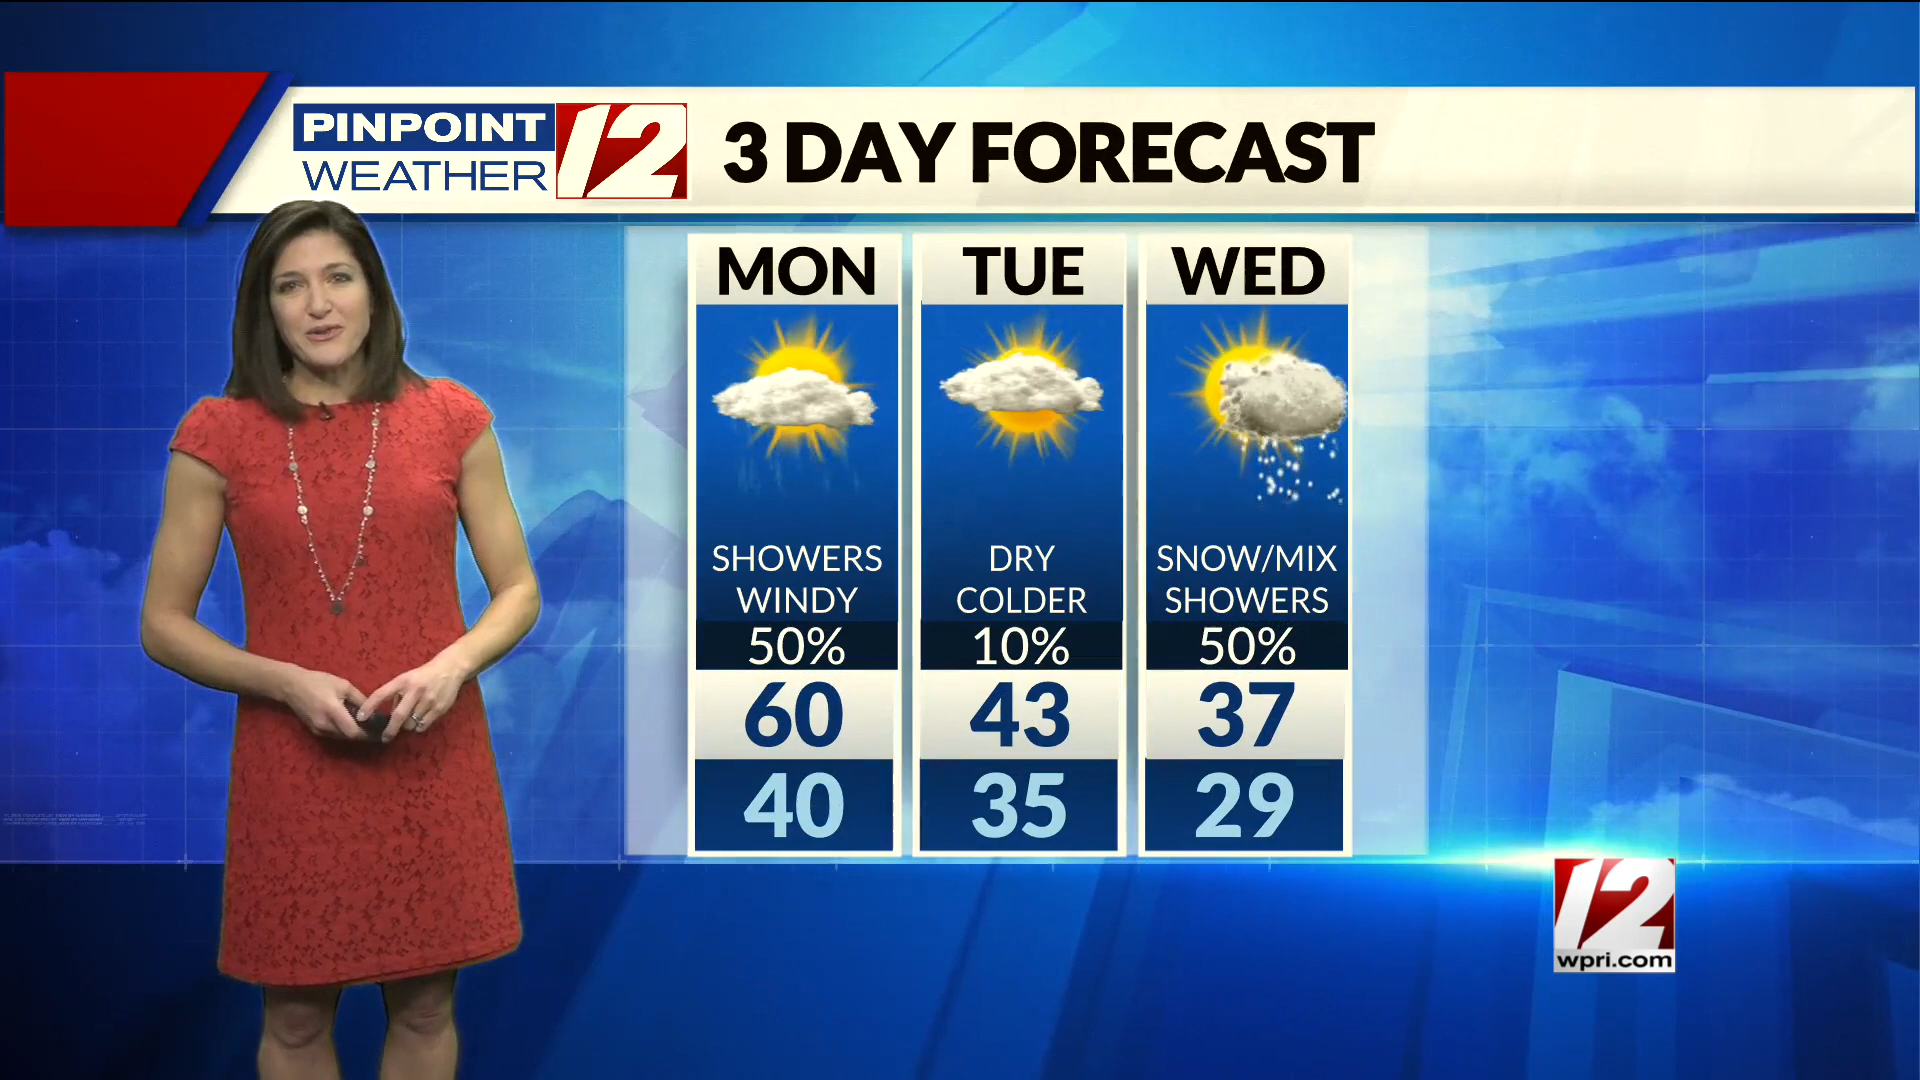 PINPOINT
WEATHER
12
3 DAY FORECAST
MON
TUE
WED
SHOWERS
WINDY
50%
60
40
DRY
COLDER
10%
43
35
SNOW/MIX
SHOWERS
50%
37
29
12
wpri.com